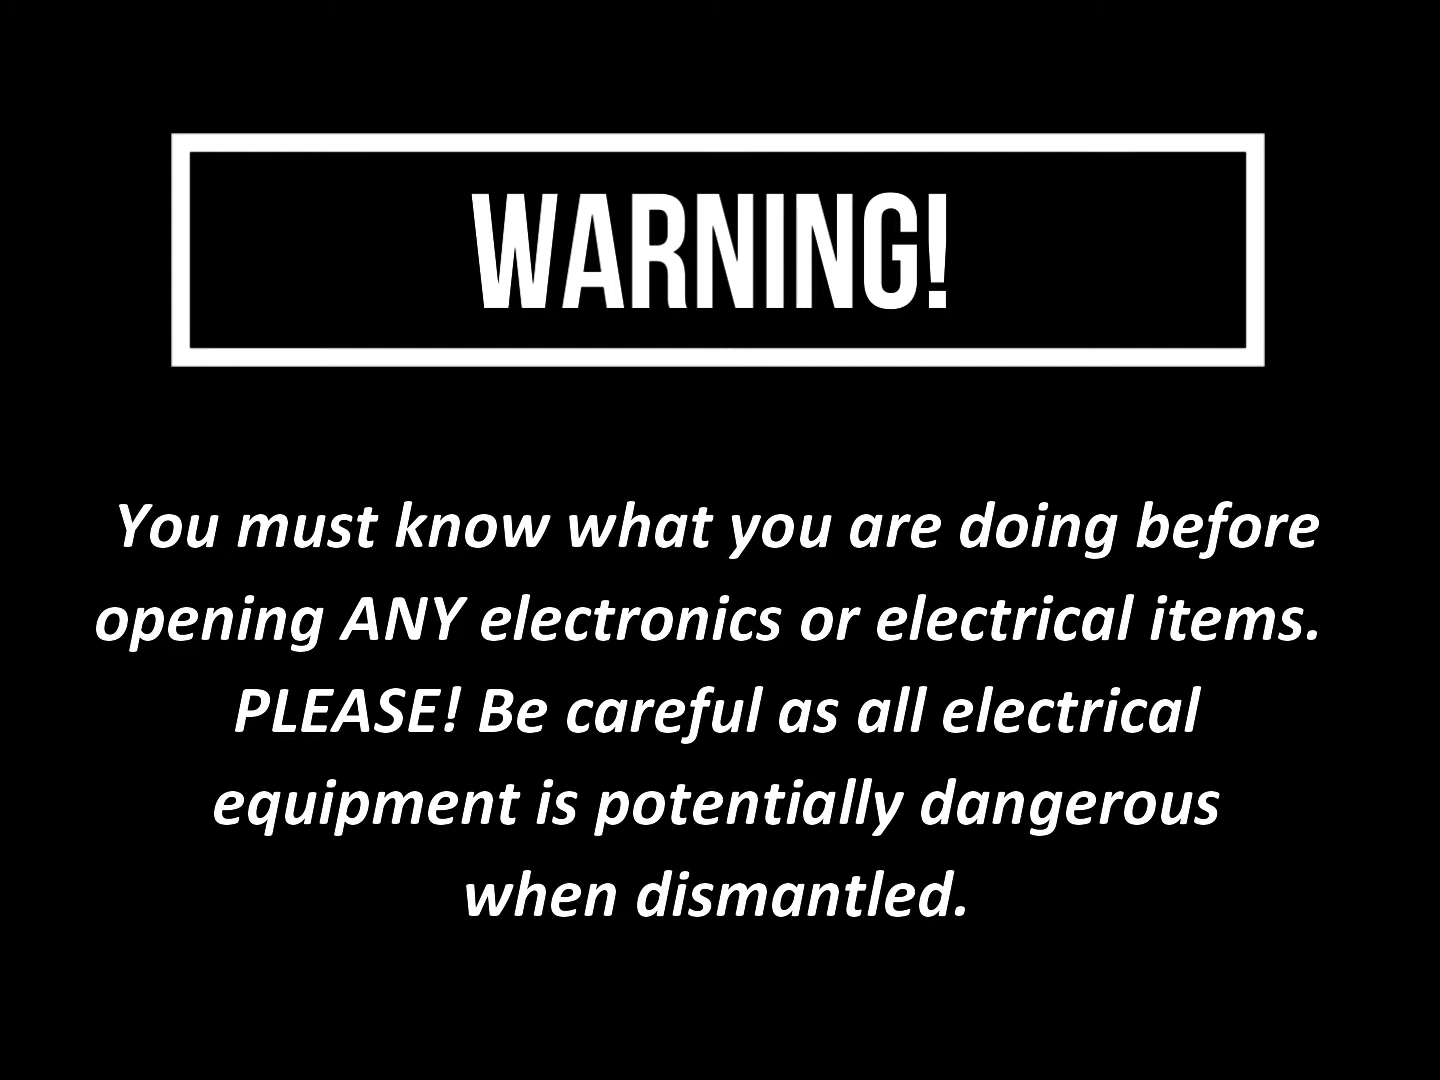 WARNING!
You must know what you are doing before
opening ANY electronics or electrical items.
PLEASE! Be careful as all electrical
equipment is potentially dangerous
when dismantled.